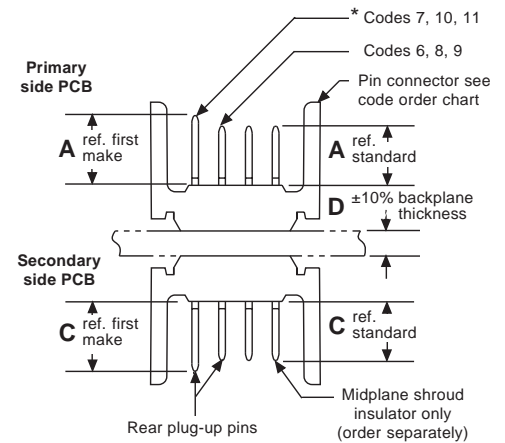 * Codes 7, 10, 11
Codes 6, 8, 9
Primary
side PCB
Pin connector see
code order chart
A ref. first
make
A ref.
standard
D ±10% backplane
thickness
Secondary
side PCB
C ref. first
make
C ref.
standard
Rear plug-up pins
Midplane shroud
insulator only
(order separately)